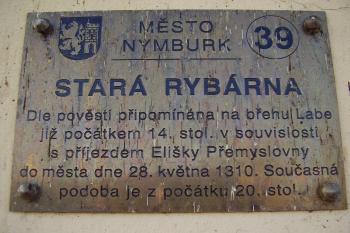 MĚSTO
NYMBURK
39
STARÁ RYBÁRNA
Dle pověsti připomínána na břehu Labe
již počátkem 14. stol. v souvislosti
s příjezdem Elišky Přemyslovny
do města dne 28. května 1310. Současná
podoba je z počátku 20. stol.